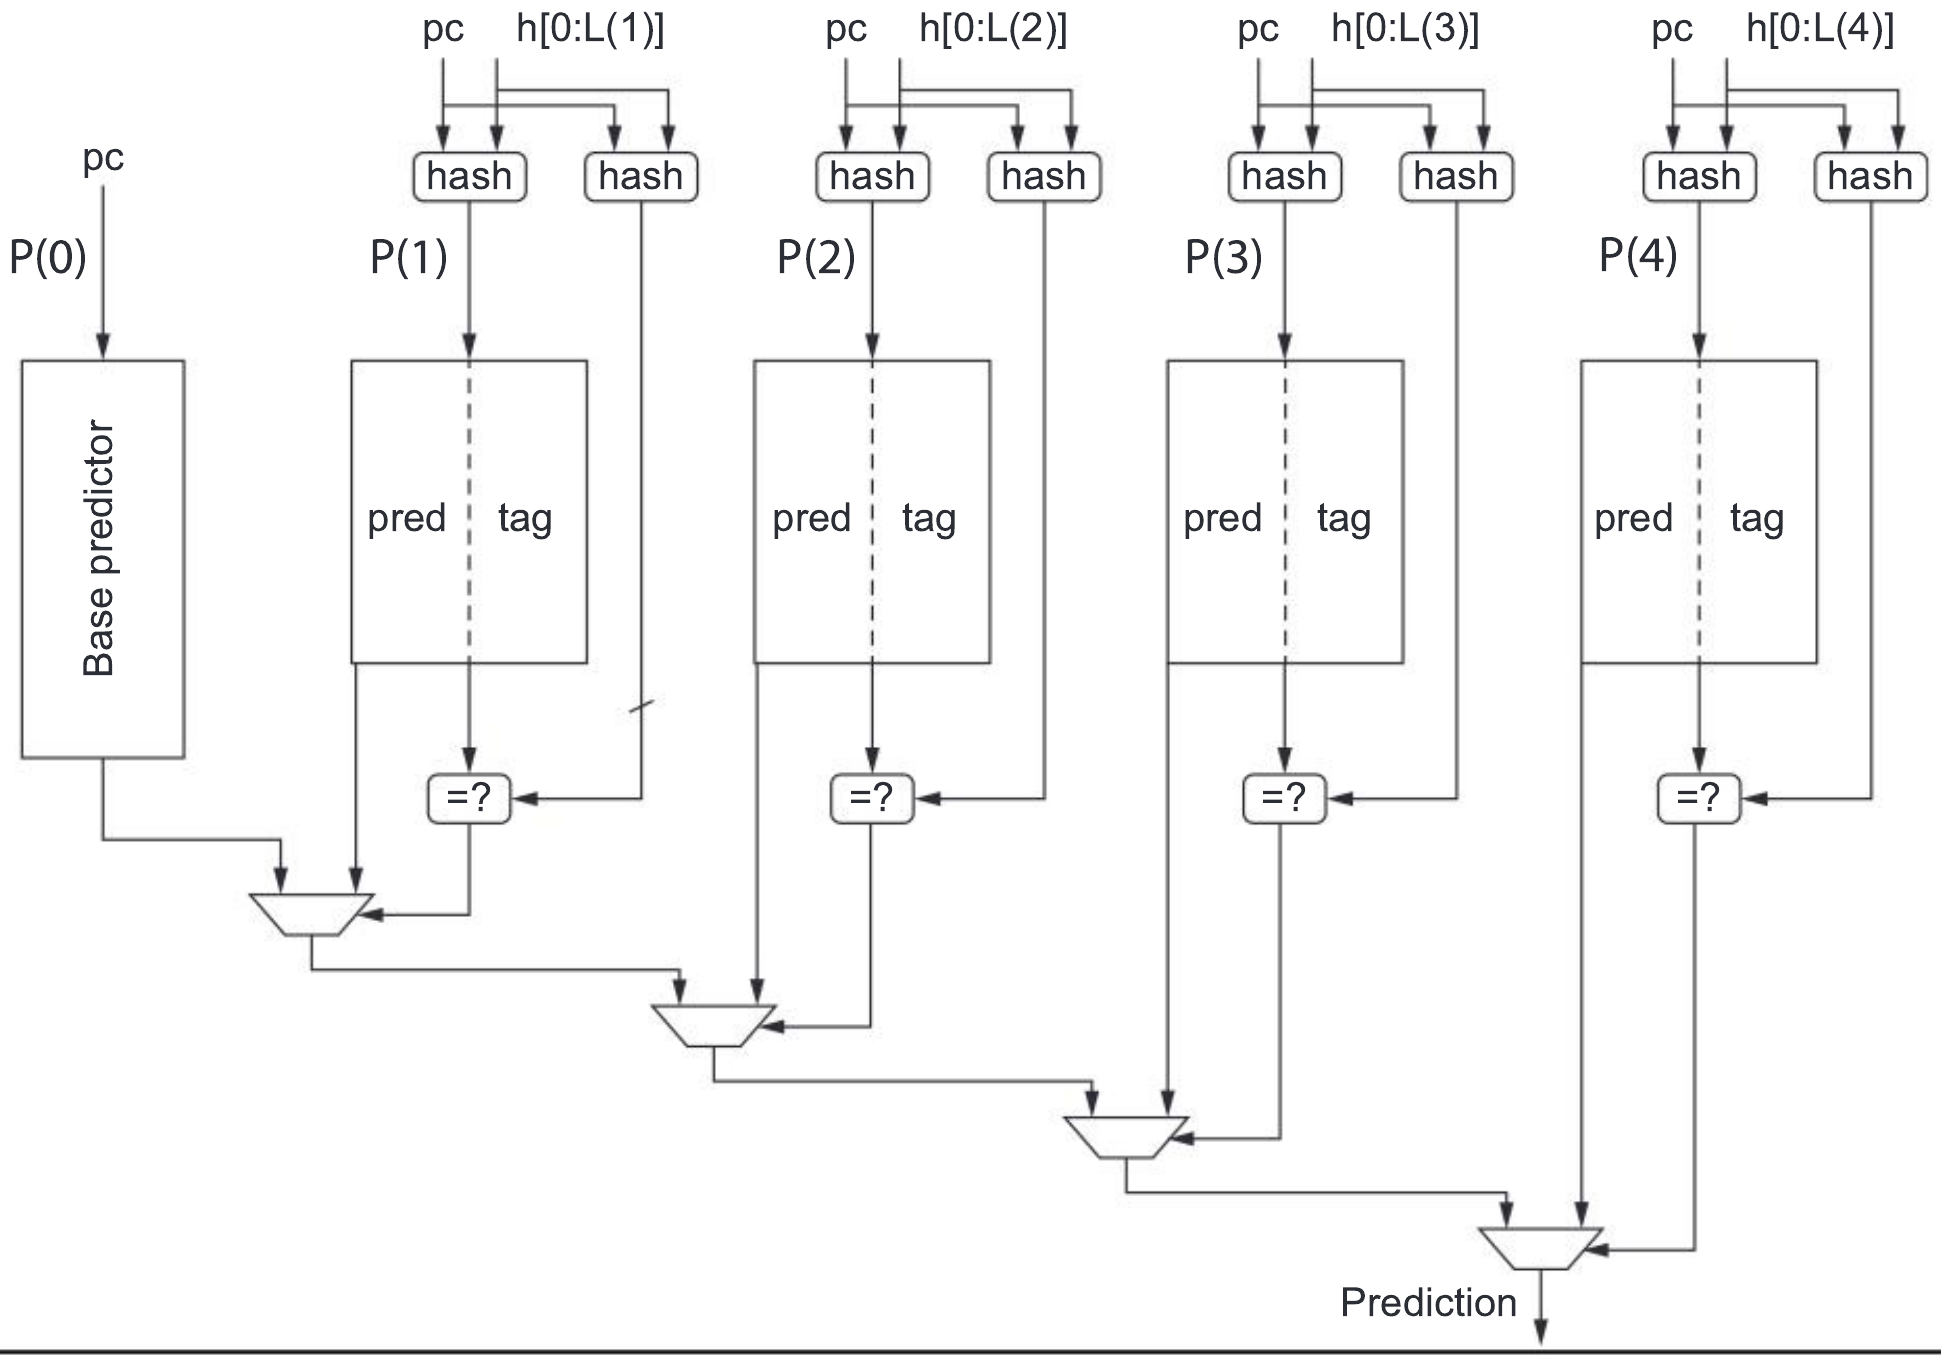 pc h[0:L(1)] pc h[0:L(2)] pc h[0:L(3)] pc h[0:L(4)]
pc
hash hash hash hash hash hash hash hash
P(0) P(1) P(2) P(3) P(4)
Base predictor
pred tag pred tag pred tag pred tag
=? =? =? =?
Prediction